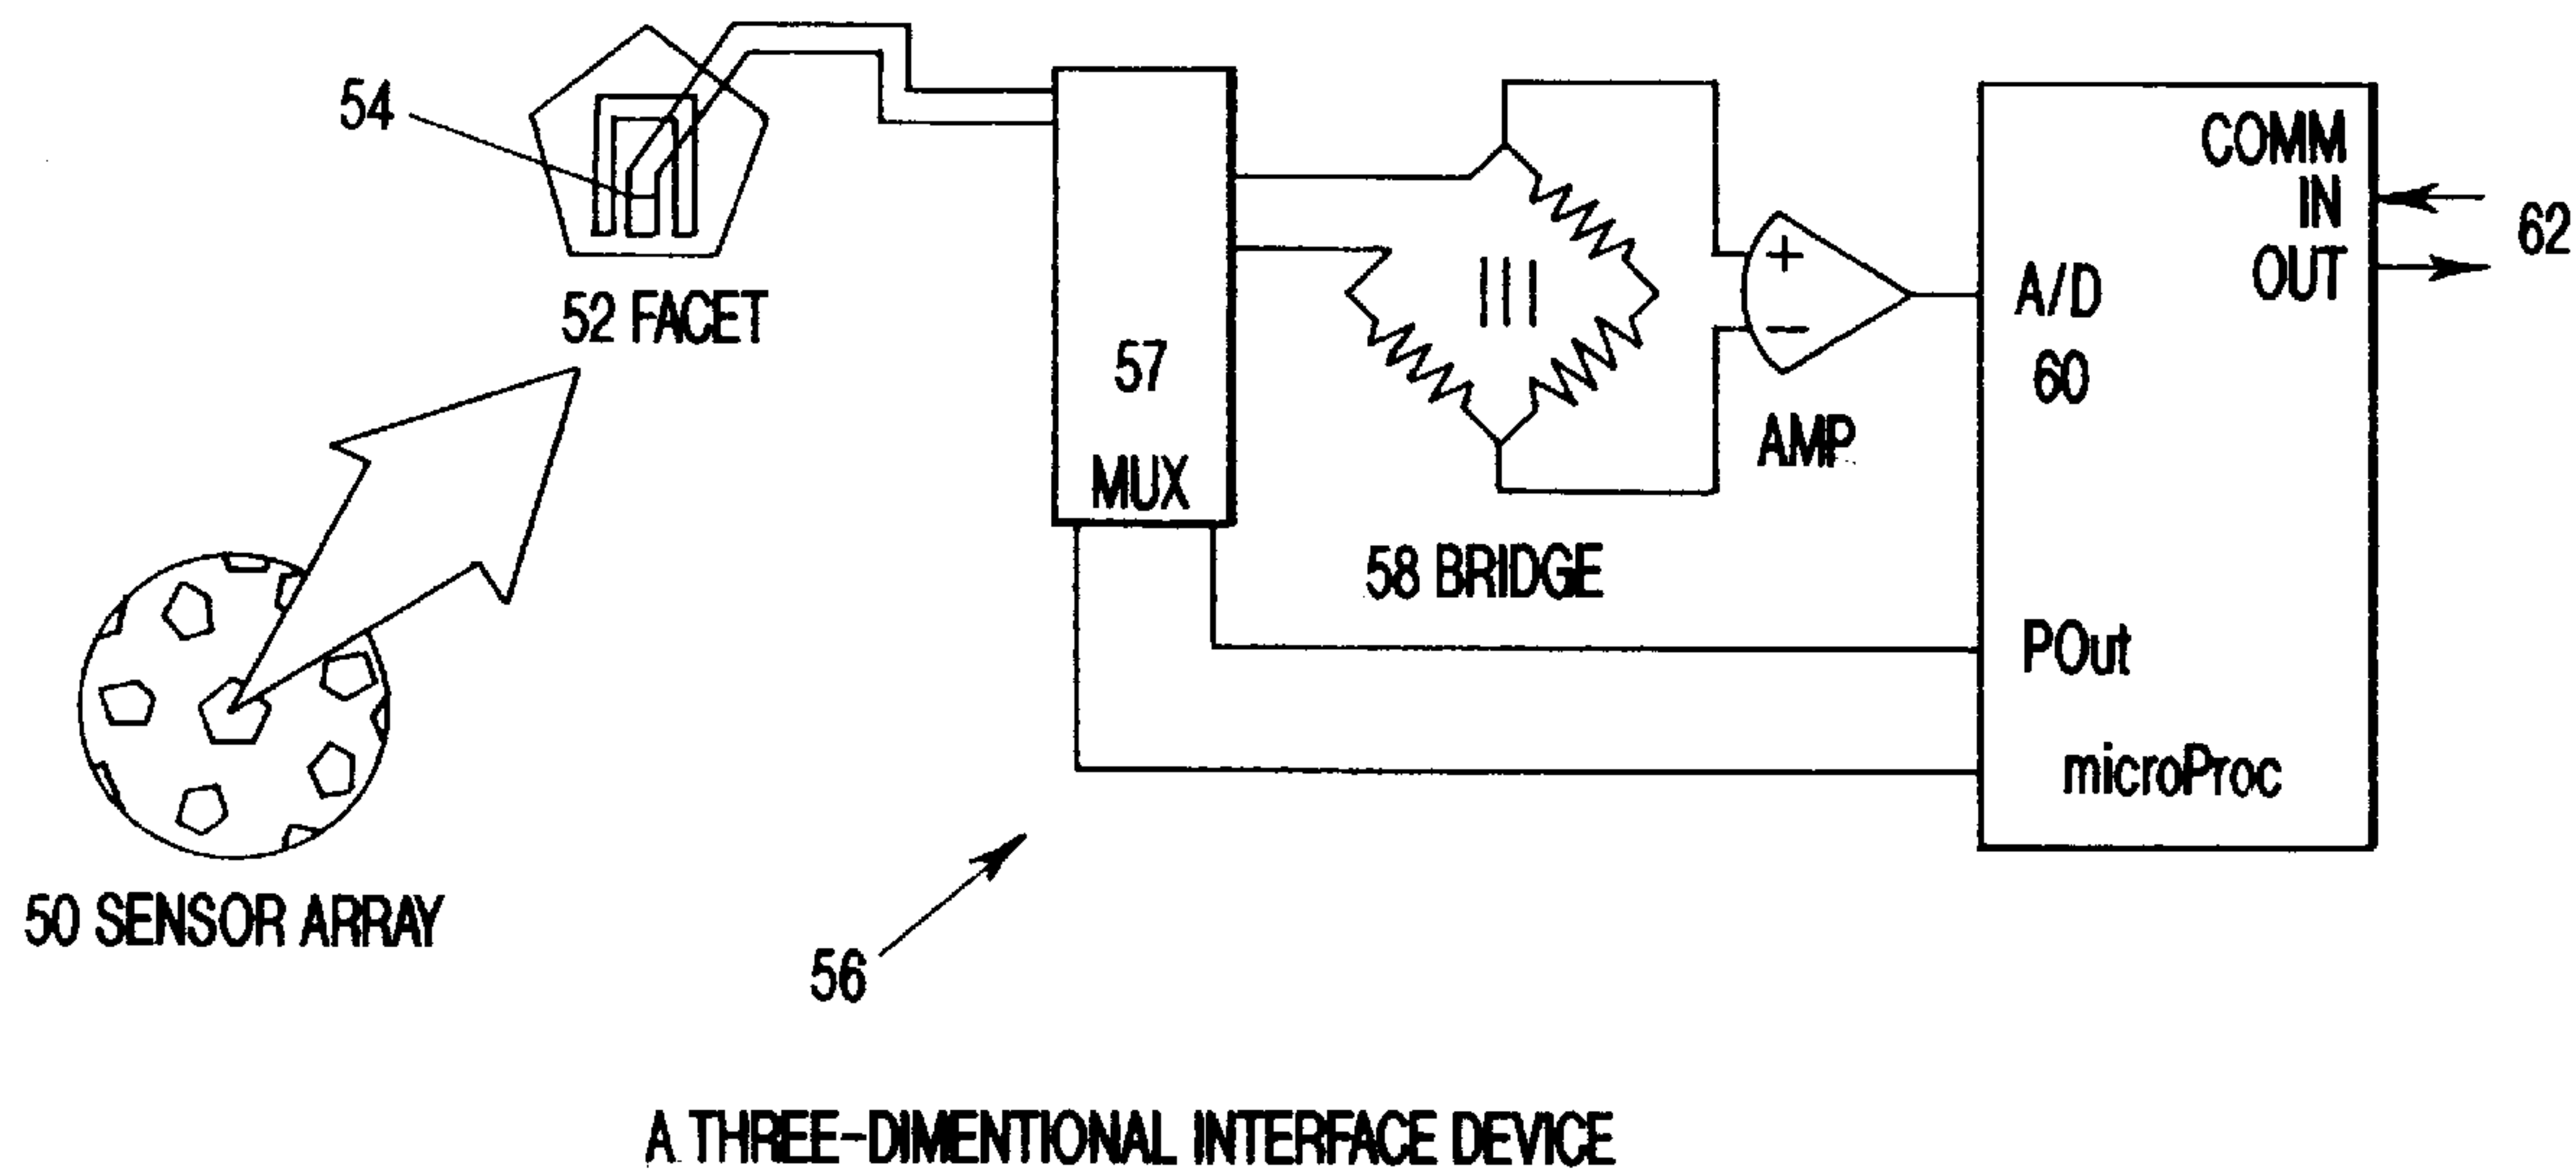 54
52 FACET
50 SENSOR ARRAY
57
MUX
58 BRIDGE
+
−
AMP
COMM
IN
OUT
62
A/D
60
POut
microProc
56
A THREE-DIMENTIONAL INTERFACE DEVICE